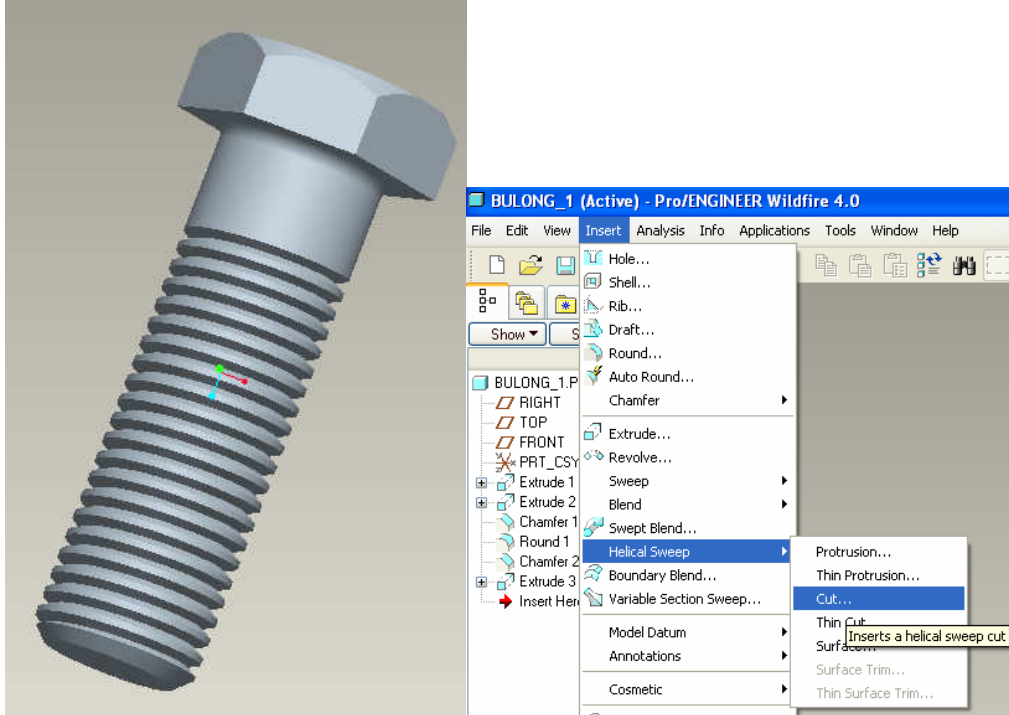 BULONG_1 (Active) - Pro/ENGINEER Wildfire 4.0
File Edit View Insert Analysis Info Applications Tools Window Help
Hole...
Shell...
Rib...
Draft...
Show
Round...
Auto Round...
BULONG_1.P
Chamfer
RIGHT
TOP
FRONT
Extrude...
PRT_CSY
Revolve...
Extrude 1
Sweep
Extrude 2
Blend
Chamfer 1
Swept Blend...
Round 1
Helical Sweep
Protrusion...
Chamfer 2
Boundary Blend...
Thin Protrusion...
Extrude 3
Variable Section Sweep...
Cut...
Insert Her
Thin Cut
Model Datum
Inserts a helical sweep cut
Annotations
Surface...
Surface Trim...
Cosmetic
Thin Surface Trim...